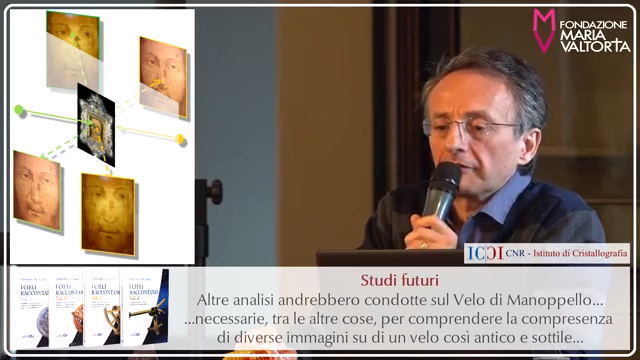 FONDAZIONE
MARIA
VALTORTA
IC CNR - Istituto di Cristallografia
I CIELI
RACCONTANO
I CIELI
RACCONTANO
I CIELI
RACCONTANO
I CIELI
RACCONTANO
Studi futuri
Altre analisi andrebbero condotte sul Velo di Manoppello...
...necessarie, tra le altre cose, per comprendere la compresenza
di diverse immagini su di un velo così antico e sottile...